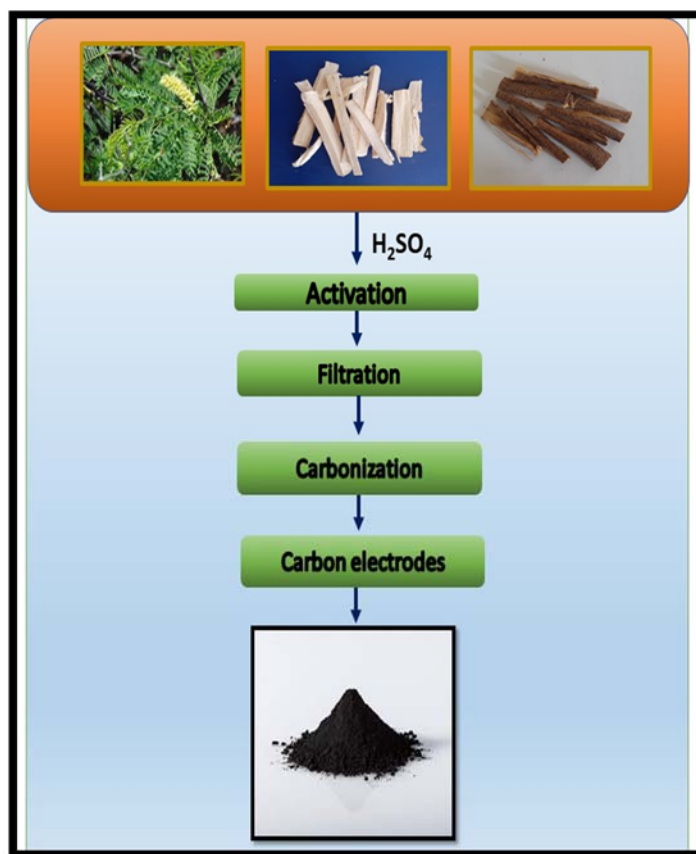 H₂SO₄
Activation
Filtration
Carbonization
Carbon electrodes